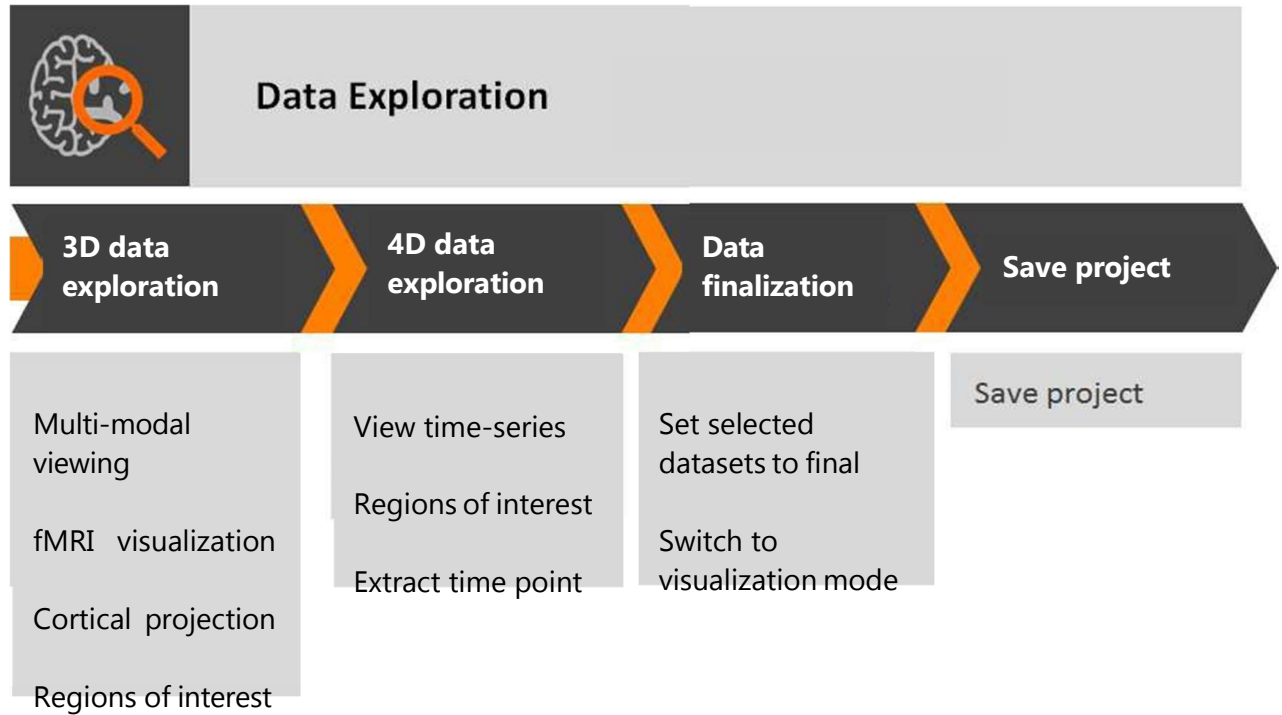 Data Exploration
3D data
exploration
4D data
exploration
Data
finalization
Save project
Multi-modal
viewing
fMRI visualization
Cortical projection
Regions of interest
View time-series
Regions of interest
Extract time point
Set selected
datasets to final
Switch to
visualization mode
Save project